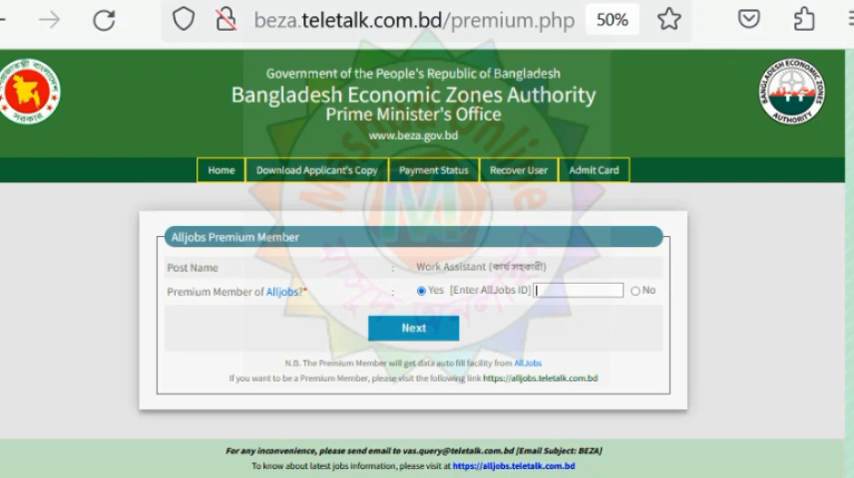 beza.teletalk.com.bd/premium.php 50%
Government of the People's Republic of Bangladesh
Bangladesh Economic Zones Authority
Prime Minister's Office
www.beza.gov.bd
BANGLADESH ECONOMIC ZONES AUTHORITY
Home Download Applicant's Copy Payment Status Recover User Admit Card
Alljobs Premium Member
Post Name : Work Assistant (কার্য সহকারী)
Premium Member of Alljobs?* : Yes [Enter AllJobs ID] No
Next
N.B. The Premium Member will get data auto fill facility from AllJobs
If you want to be a Premium Member, please visit the following link https://alljobs.teletalk.com.bd
For any inconvenience, please send email to vas.query@teletalk.com.bd [Email Subject: BEZA]
To know about latest jobs information, please visit at https://alljobs.teletalk.com.bd